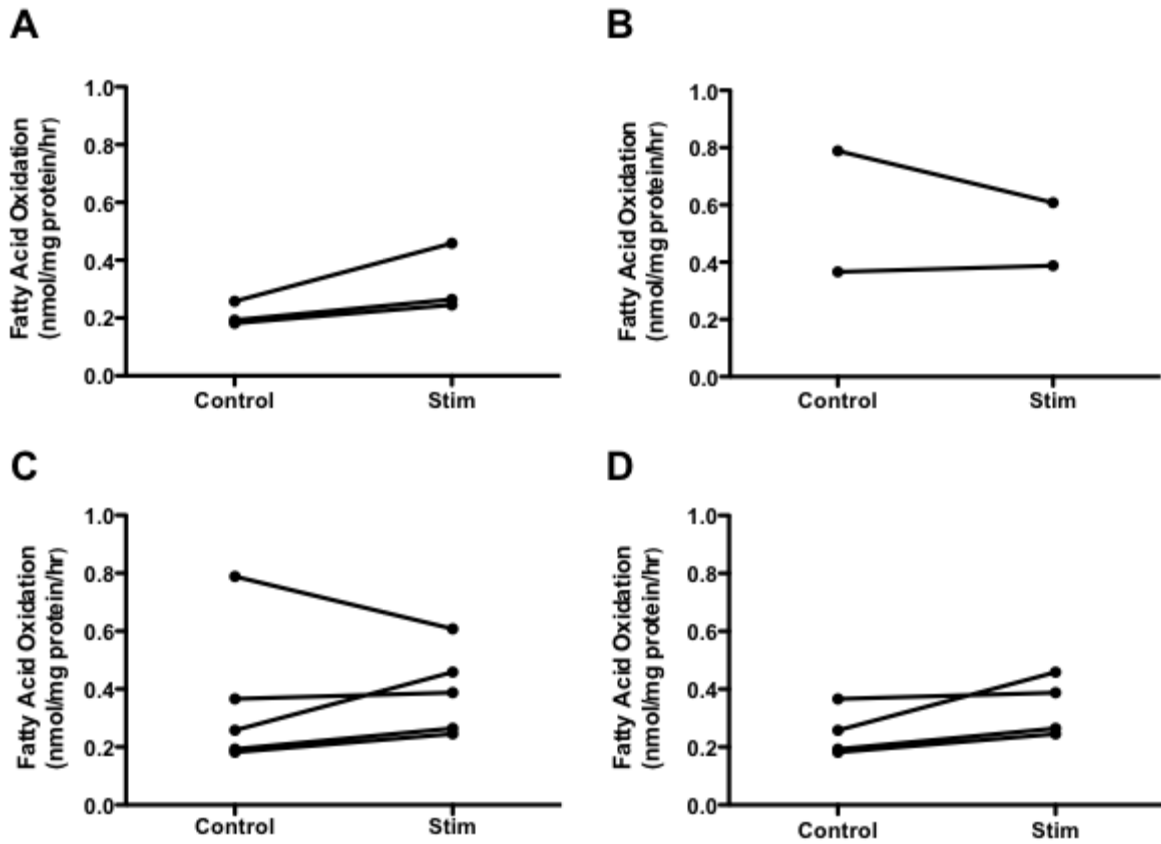 A
Fatty Acid Oxidation
(nmol/mg protein/hr)
1.0
0.8
0.6
0.4
0.2
0.0
Control Stim
B
Fatty Acid Oxidation
(nmol/mg protein/hr)
1.0
0.8
0.6
0.4
0.2
0.0
Control Stim
C
Fatty Acid Oxidation
(nmol/mg protein/hr)
1.0
0.8
0.6
0.4
0.2
0.0
Control Stim
D
Fatty Acid Oxidation
(nmol/mg protein/hr)
1.0
0.8
0.6
0.4
0.2
0.0
Control Stim